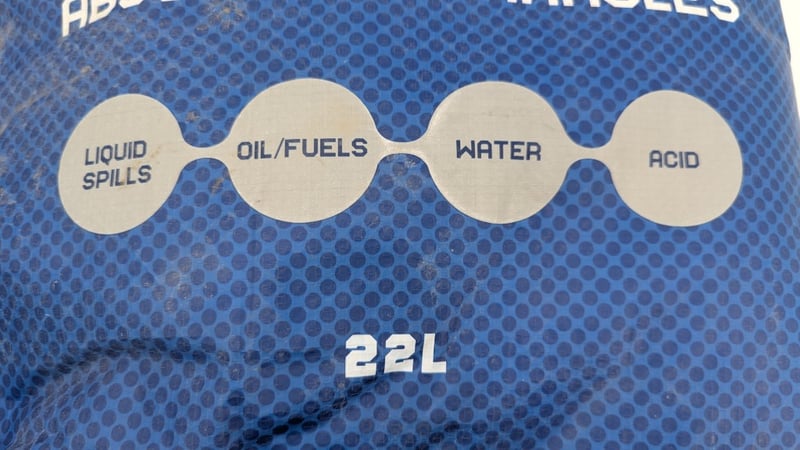 LIQUID
SPILLS
OIL/FUELS
WATER
ACID
22L